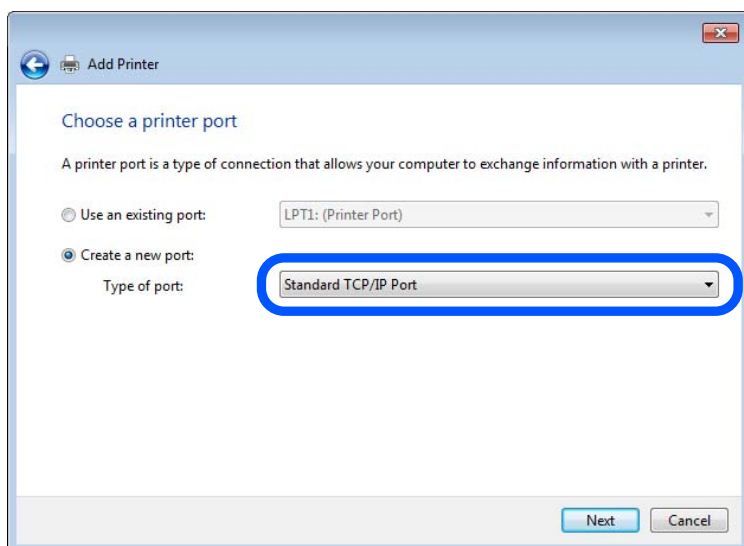 Add Printer
Choose a printer port
A printer port is a type of connection that allows your computer to exchange information with a printer.
Use an existing port: LPT1: (Printer Port)
Create a new port:
Type of port: Standard TCP/IP Port
Next Cancel